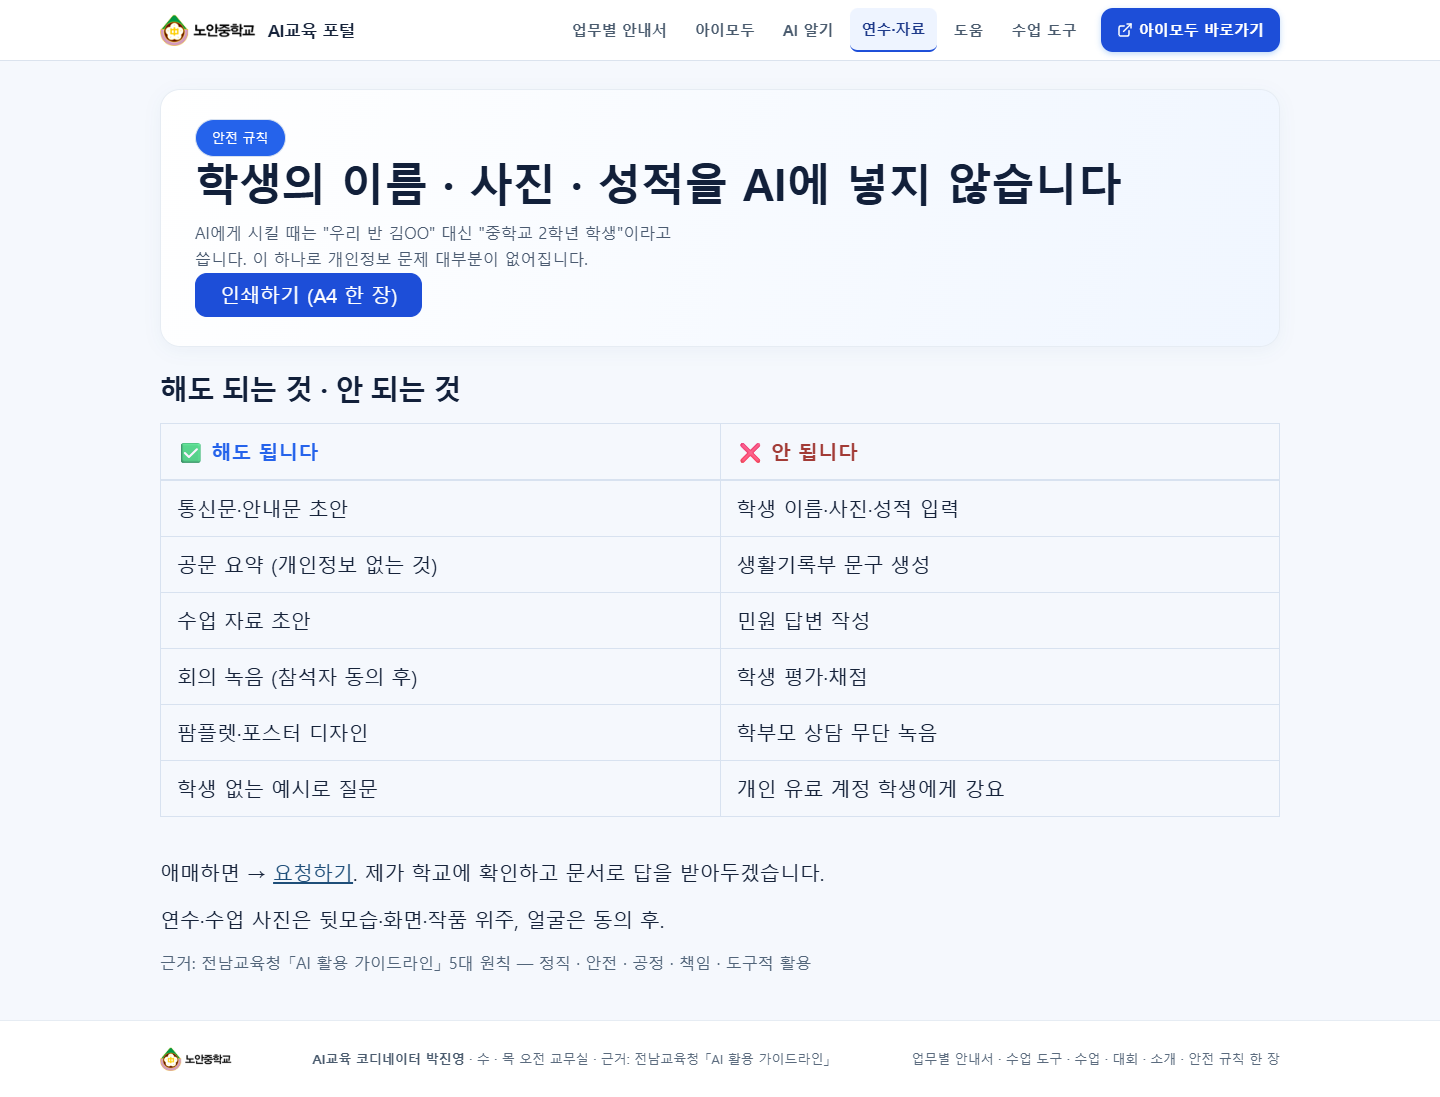 노안중학교 AI교육 포털
업무별 안내서 아이모두 AI 알기 연수·자료 도움 수업 도구 아이모두 바로가기
안전 규칙
학생의 이름 · 사진 · 성적을 AI에 넣지 않습니다
AI에게 시킬 때는 "우리 반 김OO" 대신 "중학교 2학년 학생"이라고
씁니다. 이 하나로 개인정보 문제 대부분이 없어집니다.
인쇄하기 (A4 한 장)
해도 되는 것 · 안 되는 것
✅ 해도 됩니다 ❌ 안 됩니다
통신문·안내문 초안 학생 이름·사진·성적 입력
공문 요약 (개인정보 없는 것) 생활기록부 문구 생성
수업 자료 초안 민원 답변 작성
회의 녹음 (참석자 동의 후) 학생 평가·채점
팜플렛·포스터 디자인 학부모 상담 무단 녹음
학생 없는 예시로 질문 개인 유료 계정 학생에게 강요
애매하면 → 요청하기. 제가 학교에 확인하고 문서로 답을 받아두겠습니다.
연수·수업 사진은 뒷모습·화면·작품 위주, 얼굴은 동의 후.
근거: 전남교육청 「AI 활용 가이드라인」 5대 원칙 — 정직 · 안전 · 공정 · 책임 · 도구적 활용
노안중학교 AI교육 코디네이터 박진영 · 수 · 목 오전 교무실 · 근거: 전남교육청 「AI 활용 가이드라인」 업무별 안내서 · 수업 도구 · 수업 · 대회 · 소개 · 안전 규칙 한 장